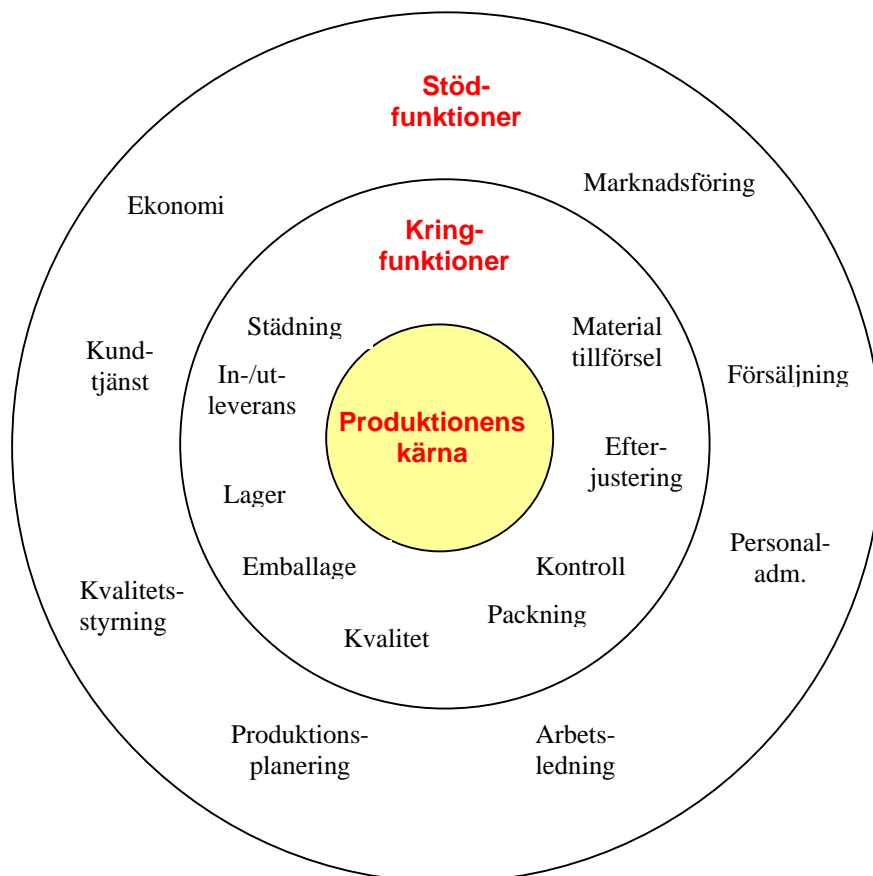 Stöd-
funktioner
Marknadsföring
Ekonomi
Kring-
funktioner
Städning
Material
tillförsel
Kund-
tjänst
In-/ut-
leverans
Försäljning
Produktionens
kärna
Efter-
justering
Lager
Personal-
adm.
Emballage
Kontroll
Kvalitets-
styrning
Packning
Kvalitet
Produktions-
planering
Arbets-
ledning